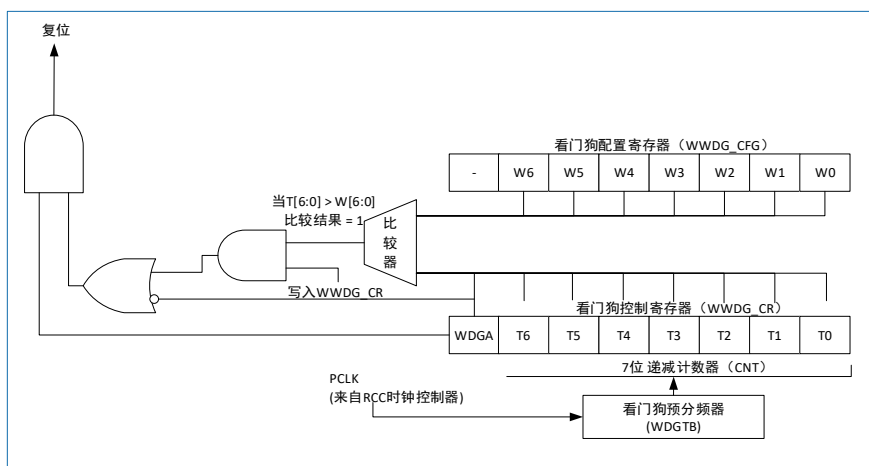 复位
看门狗配置寄存器（WWDG_CFG）
- W6 W5 W4 W3 W2 W1 W0
当T[6:0] > W[6:0]
比较结果 = 1
比较器
写入WWDG_CR
看门狗控制寄存器（WWDG_CR）
WDGA T6 T5 T4 T3 T2 T1 T0
7位 递减计数器（CNT）
PCLK
(来自RCC时钟控制器)
看门狗预分频器
(WDGTB)